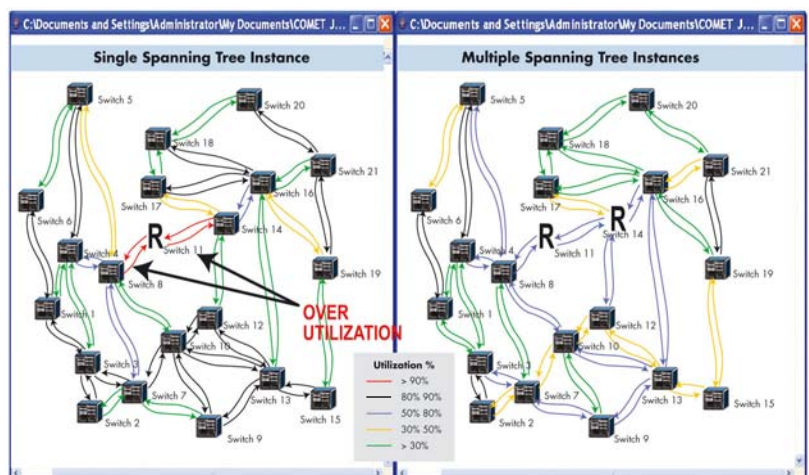 C:\Documents and Settings\Administrator\My Documents\COMET J...
Single Spanning Tree Instance
Switch 5
Switch 20
Switch 18
Switch 21
Switch 16
Switch 17
Switch 6
R
Switch 14
Switch 11
Switch 4
Switch 8
Switch 19
Switch 1
OVER
UTILIZATION
Switch 12
Switch 10
Switch 3
Switch 7
Switch 13
Switch 2
Switch 15
Switch 9
Utilization %
> 90%
80% 90%
50% 80%
30% 50%
> 30%
C:\Documents and Settings\Administrator\My Documents\COMET J...
Multiple Spanning Tree Instances
Switch 5
Switch 20
Switch 18
Switch 21
Switch 16
Switch 17
Switch 6
R
R
Switch 14
Switch 11
Switch 4
Switch 8
Switch 19
Switch 1
Switch 12
Switch 10
Switch 3
Switch 7
Switch 13
Switch 2
Switch 15
Switch 9